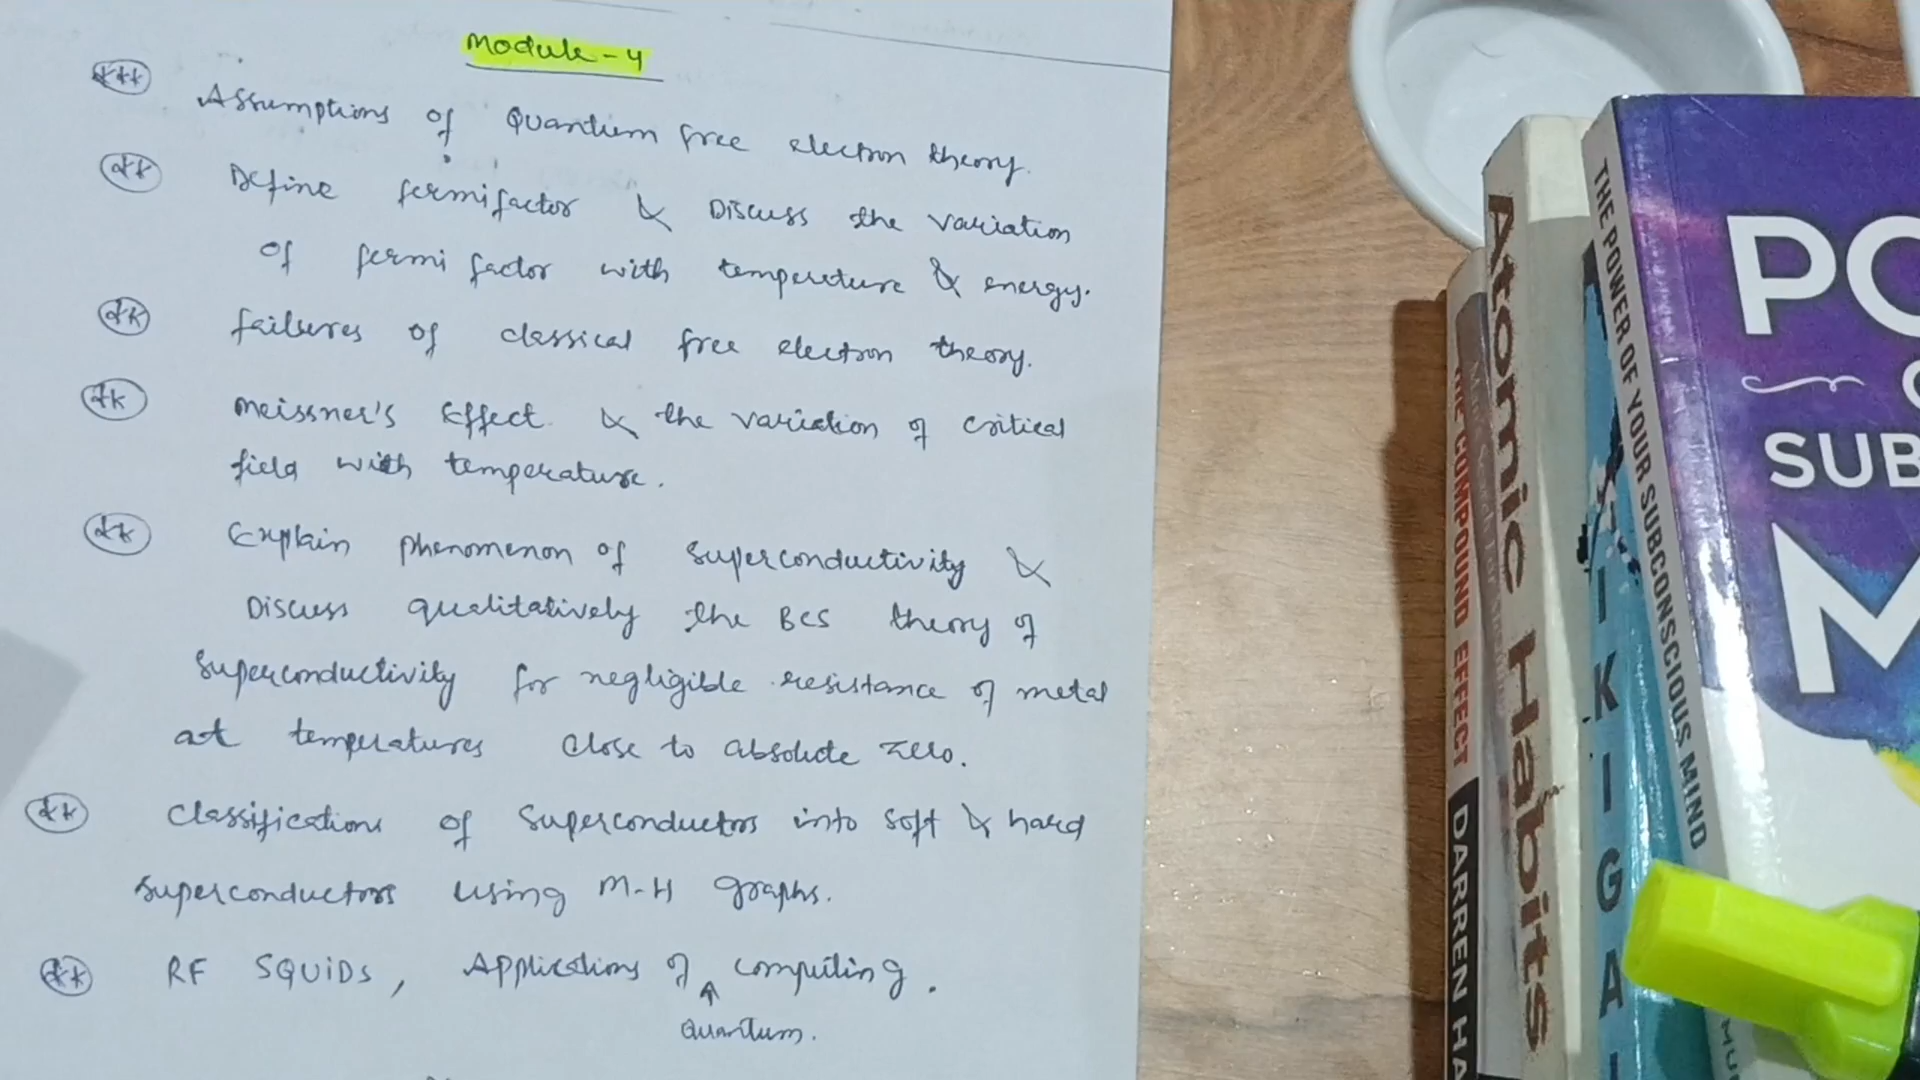 Module-4
*** Assumptions of Quantum free electron theory.
** Define fermifactor & Discuss the variation
of fermi factor with temperature & energy.
** failures of classical free electron theory.
** Meissner's Effect & the variation of critical
field with temperature.
** Explain phenomenon of superconductivity &
Discuss qualitatively the BCS theory of
superconductivity for negligible resistance of metal
at temperatures close to absolute zero.
** Classifications of superconductors into soft & hard
superconductors using M-H graphs.
** RF SQUIDS, Applications of computing.
Quantum.
THE COMPOUND EFFECT
DARREN HA
Atomic Habits
IKIGAI
THE POWER OF YOUR SUBCONSCIOUS MIND
PO
SUB
M